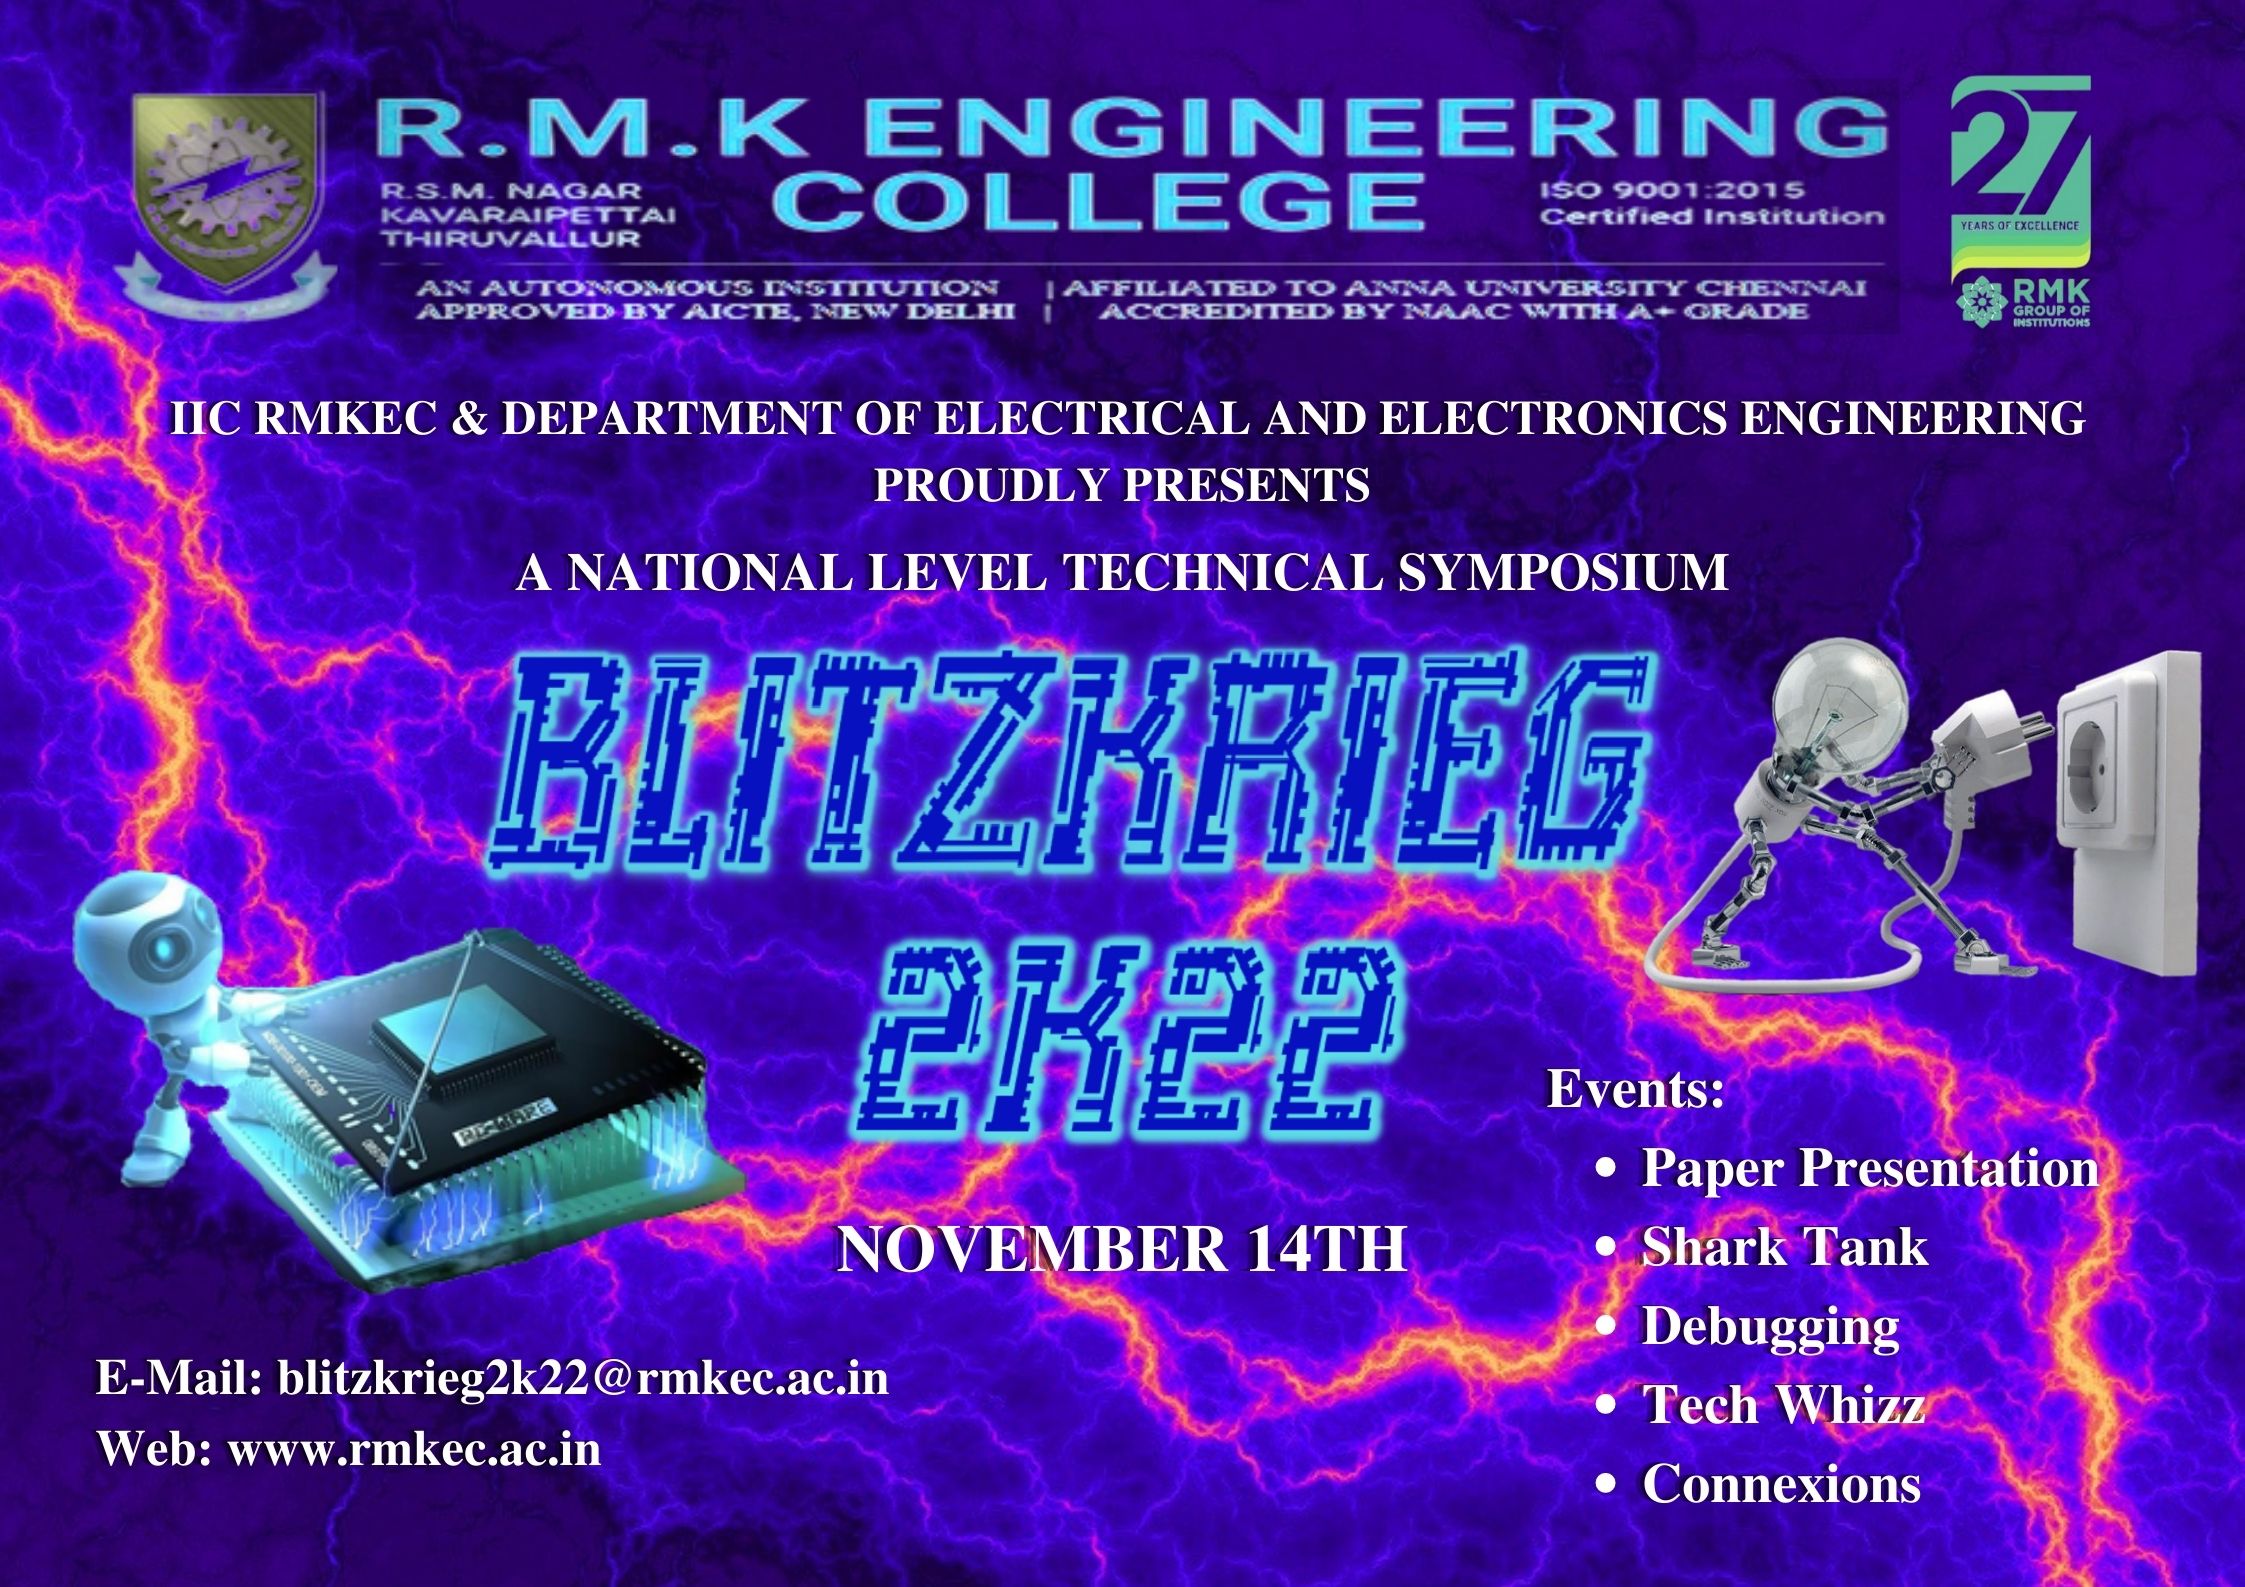 R.M.K ENGINEERING
COLLEGE
R.S.M. NAGAR
KAVARAIPETTAI
THIRUVALLUR
ISO 9001:2015
Certified Institution
AN AUTONOMOUS INSTITUTION | AFFILIATED TO ANNA UNIVERSITY CHENNAI
APPROVED BY AICTE, NEW DELHI | ACCREDITED BY NAAC WITH A+ GRADE
27
YEARS OF EXCELLENCE
RMK
GROUP OF
INSTITUTIONS
IIC RMKEC & DEPARTMENT OF ELECTRICAL AND ELECTRONICS ENGINEERING
PROUDLY PRESENTS
A NATIONAL LEVEL TECHNICAL SYMPOSIUM
BLITZKRIEG
2K22
NOVEMBER 14TH
Events:
• Paper Presentation
• Shark Tank
• Debugging
• Tech Whizz
• Connexions
E-Mail: blitzkrieg2k22@rmkec.ac.in
Web: www.rmkec.ac.in